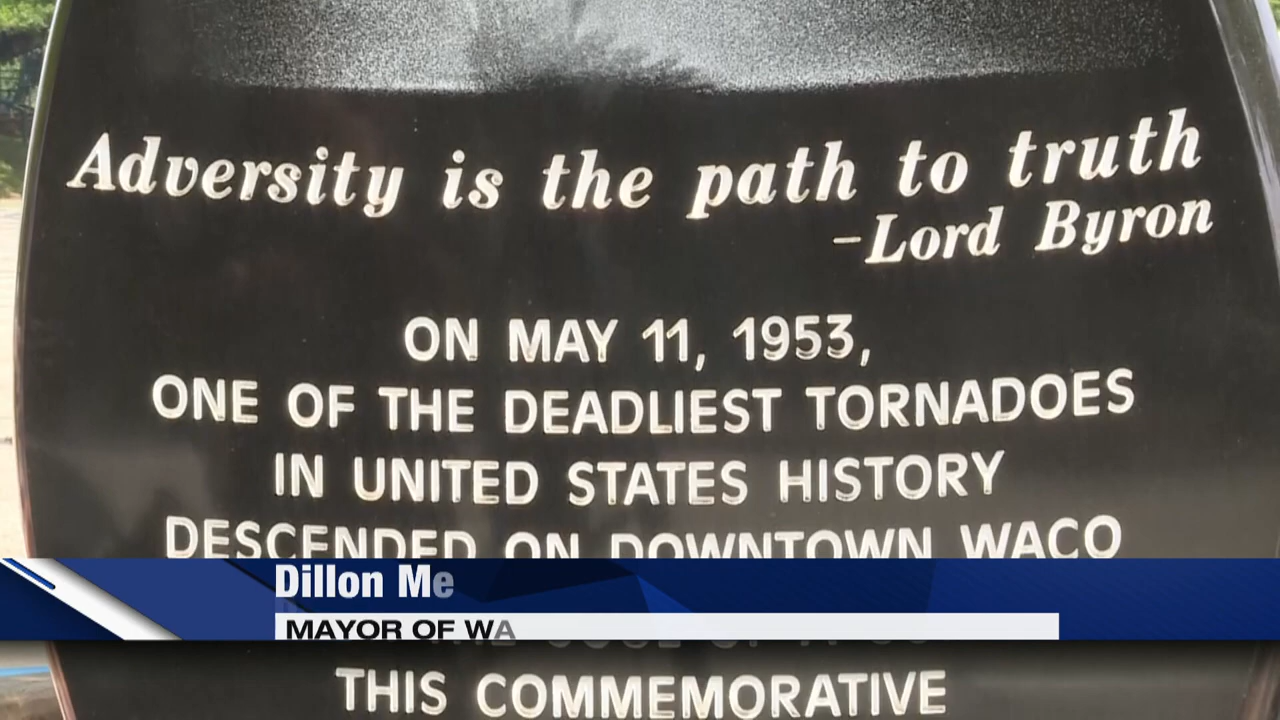 Adversity is the path to truth
-Lord Byron
ON MAY 11, 1953,
ONE OF THE DEADLIEST TORNADOES
IN UNITED STATES HISTORY
DESCENDED ON DOWNTOWN WACO
Dillon Me
MAYOR OF WA
THIS COMMEMORATIVE